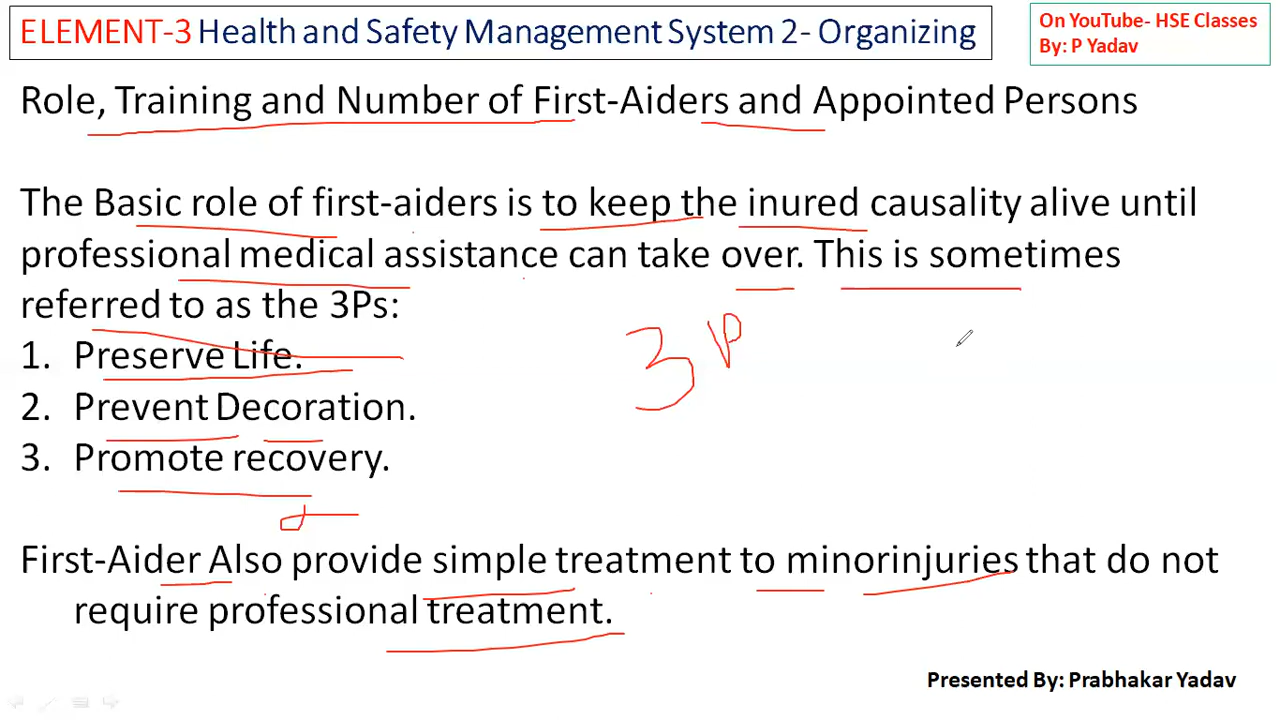 ELEMENT-3 Health and Safety Management System 2- Organizing
On YouTube- HSE Classes
By: P Yadav
Role, Training and Number of First-Aiders and Appointed Persons
The Basic role of first-aiders is to keep the inured causality alive until
professional medical assistance can take over. This is sometimes
referred to as the 3Ps:
1. Preserve Life.
2. Prevent Decoration.
3. Promote recovery.
3 P
First-Aider Also provide simple treatment to minorinjuries that do not
require professional treatment.
Presented By: Prabhakar Yadav